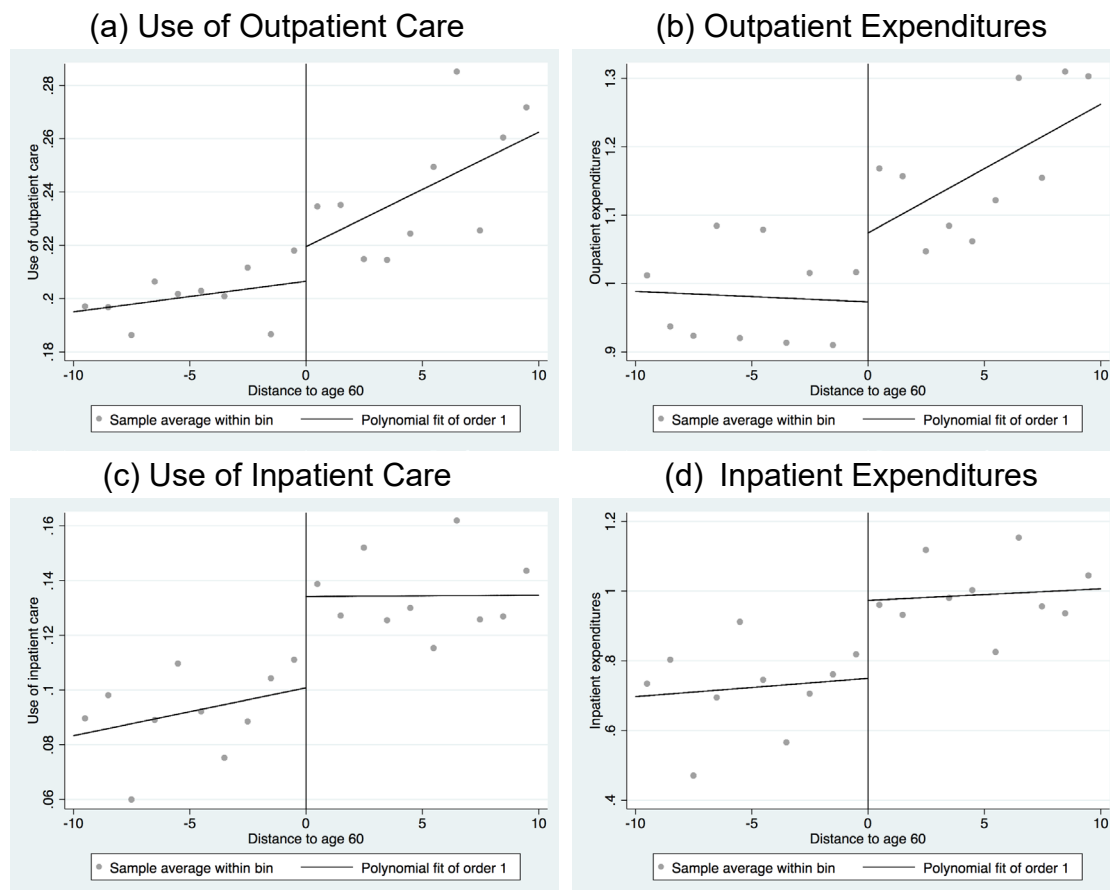 (a) Use of Outpatient Care
Use of outpatient care
.28
.26
.24
.22
.2
.18
-10 -5 0 5 10
Distance to age 60
Sample average within bin Polynomial fit of order 1
(b) Outpatient Expenditures
Oupatient expenditures
1.3
1.2
1.1
1
.9
-10 -5 0 5 10
Distance to age 60
Sample average within bin Polynomial fit of order 1
(c) Use of Inpatient Care
Use of inpatient care
.16
.14
.12
.1
.08
.06
-10 -5 0 5 10
Distance to age 60
Sample average within bin Polynomial fit of order 1
(d) Inpatient Expenditures
Inpatient expenditures
1.2
1
.8
.6
.4
-10 -5 0 5 10
Distance to age 60
Sample average within bin Polynomial fit of order 1